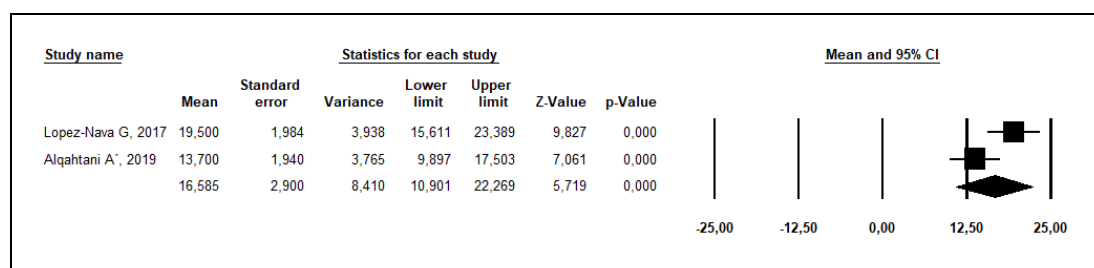 Study name Statistics for each study Mean and 95% CI
Standard Lower Upper
Mean error Variance limit limit Z-Value p-Value
Lopez-Nava G, 2017 19,500 1,984 3,938 15,611 23,389 9,827 0,000
Alqahtani A´, 2019 13,700 1,940 3,765 9,897 17,503 7,061 0,000
16,585 2,900 8,410 10,901 22,269 5,719 0,000
-25,00 -12,50 0,00 12,50 25,00